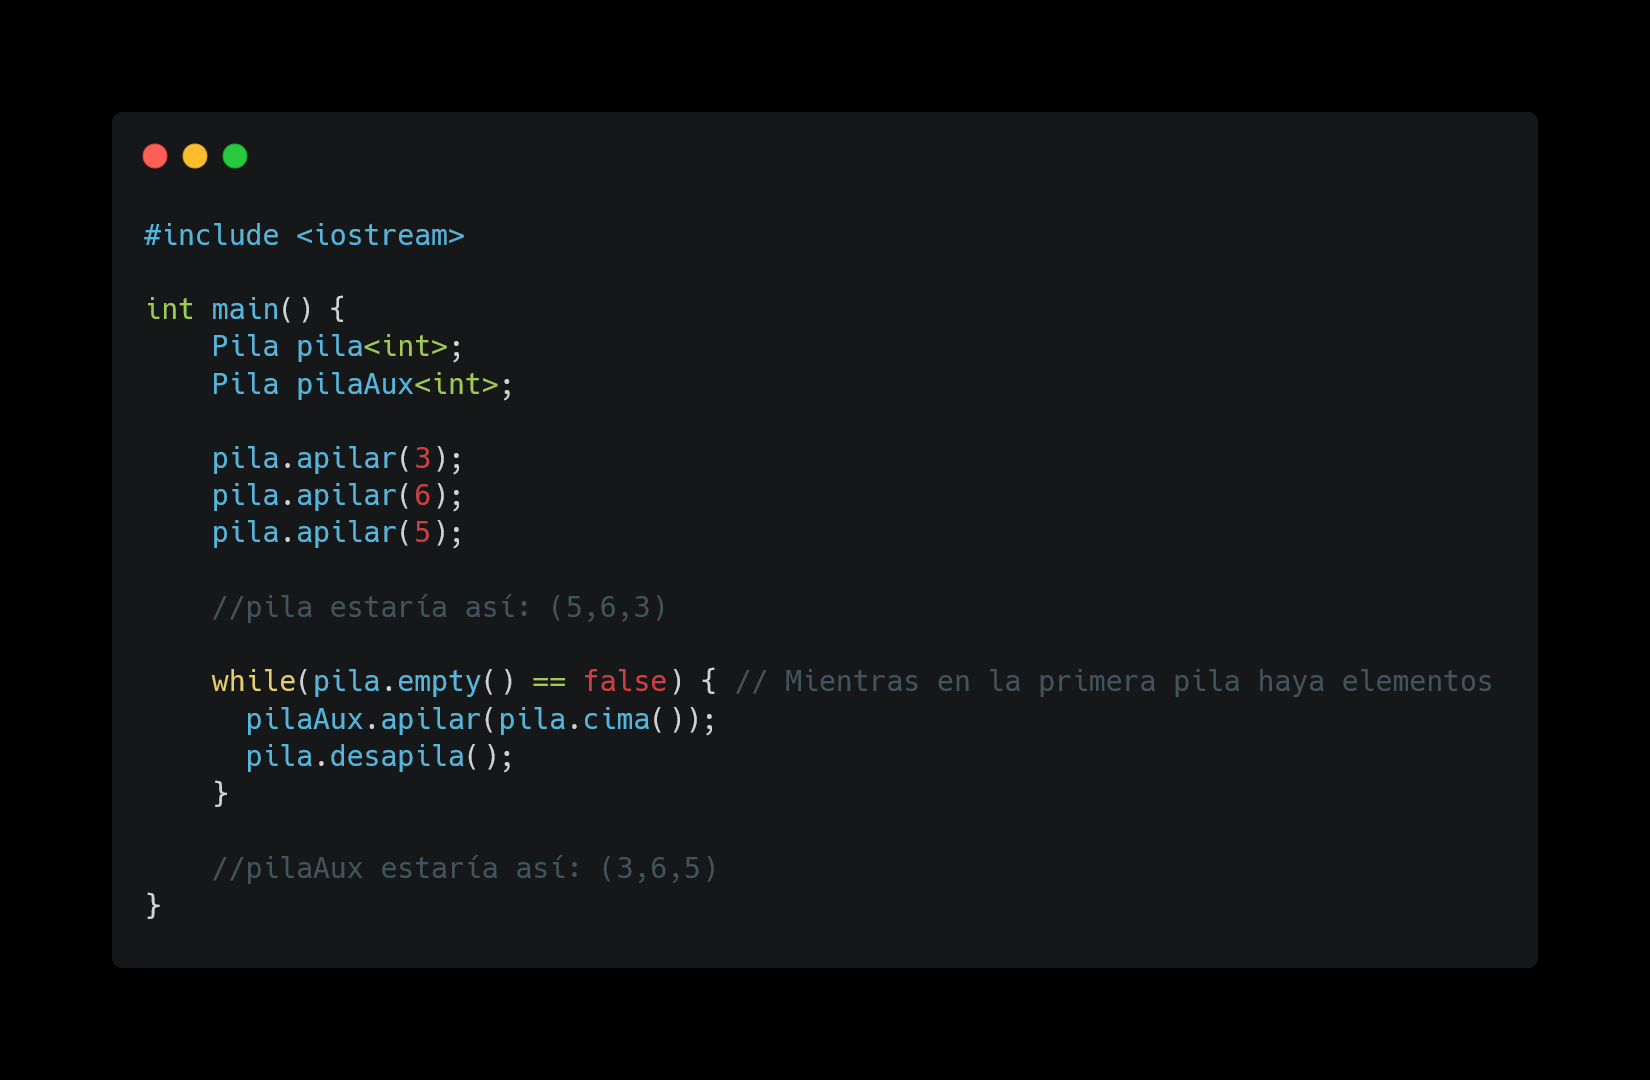 #include <iostream>
int main() {
Pila pila<int>;
Pila pilaAux<int>;
pila.apilar(3);
pila.apilar(6);
pila.apilar(5);
//pila estaría así: (5,6,3)
while(pila.empty() == false) { // Mientras en la primera pila haya elementos
pilaAux.apilar(pila.cima());
pila.desapila();
}
//pilaAux estaría así: (3,6,5)
}